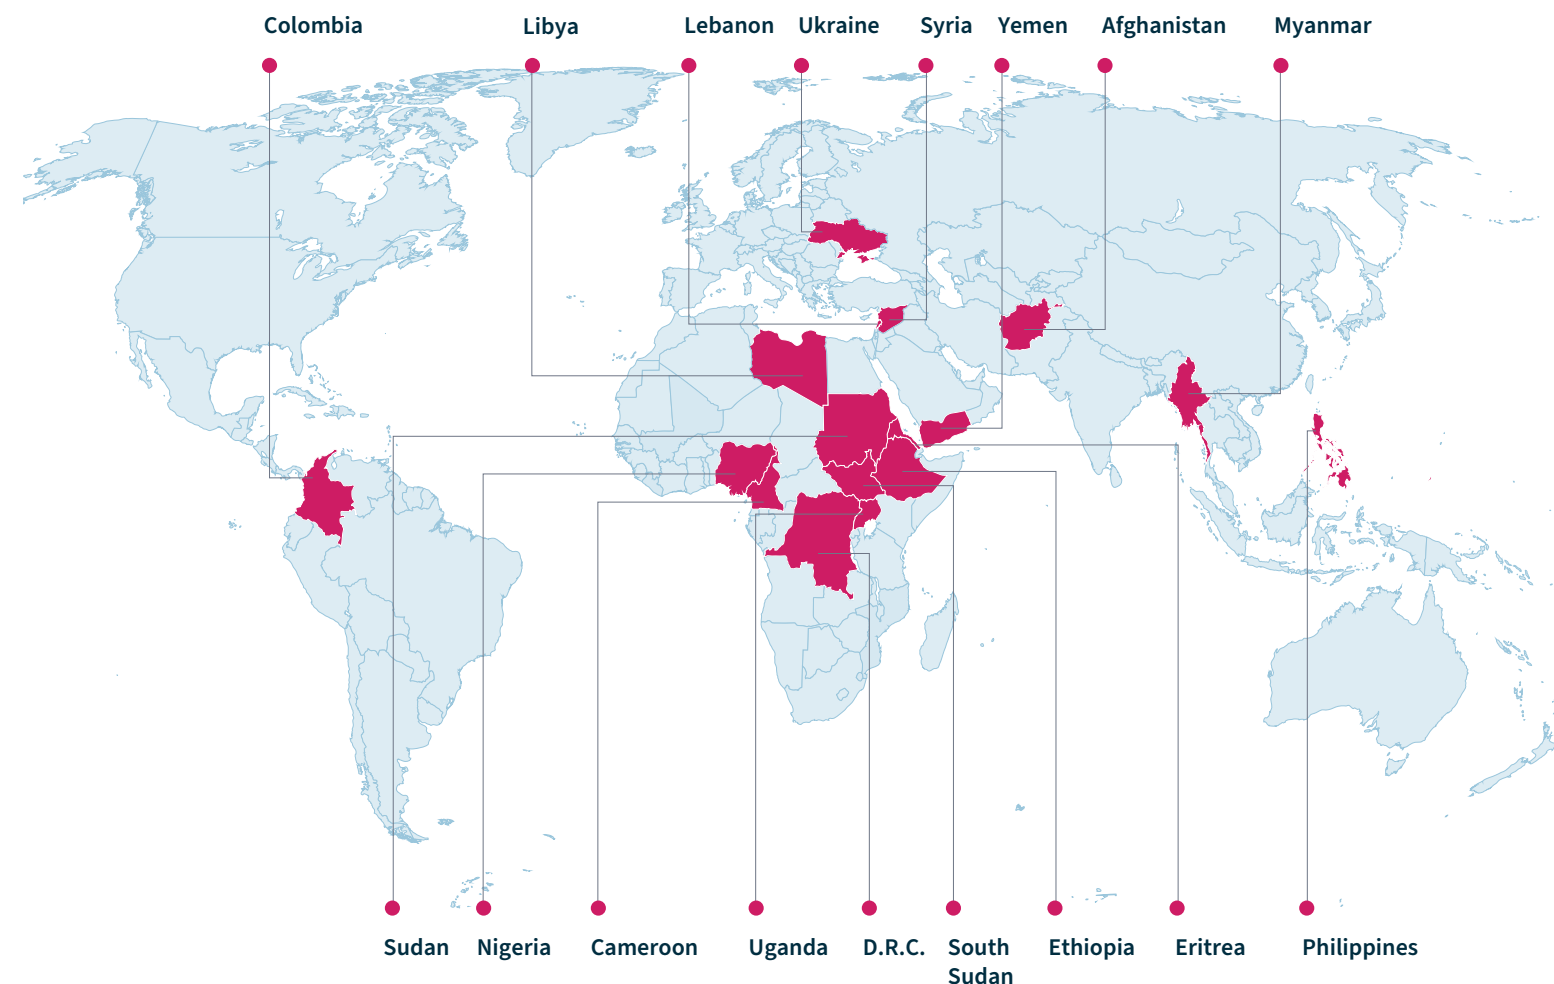 Colombia
Libya
Lebanon
Ukraine
Syria
Yemen
Afghanistan
Myanmar
Sudan
Nigeria
Cameroon
Uganda
D.R.C.
South
Sudan
Ethiopia
Eritrea
Philippines